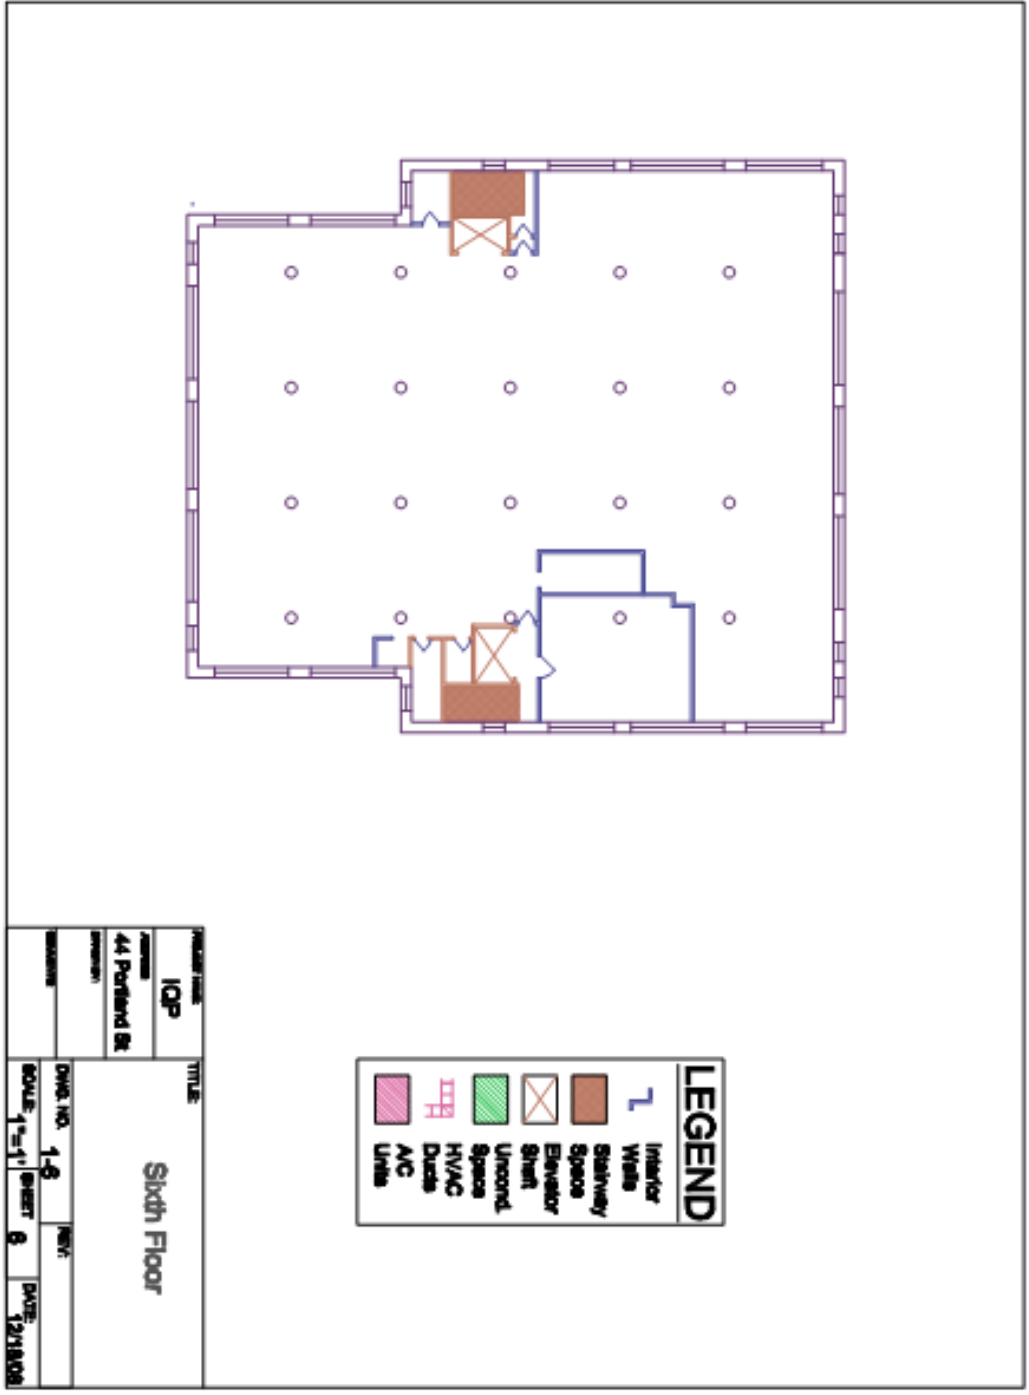 LEGEND
Interior
Walls
Stairway
Space
Elevator
Shaft
Uncond.
Space
HVAC
Ducts
A/C
Units
IQP
ADDRESS
44 Portland St.
TITLE:
Sixth Floor
DWG. NO.
1-6
REV:
SCALE:
1"=1'
SHEET
6
DATE: